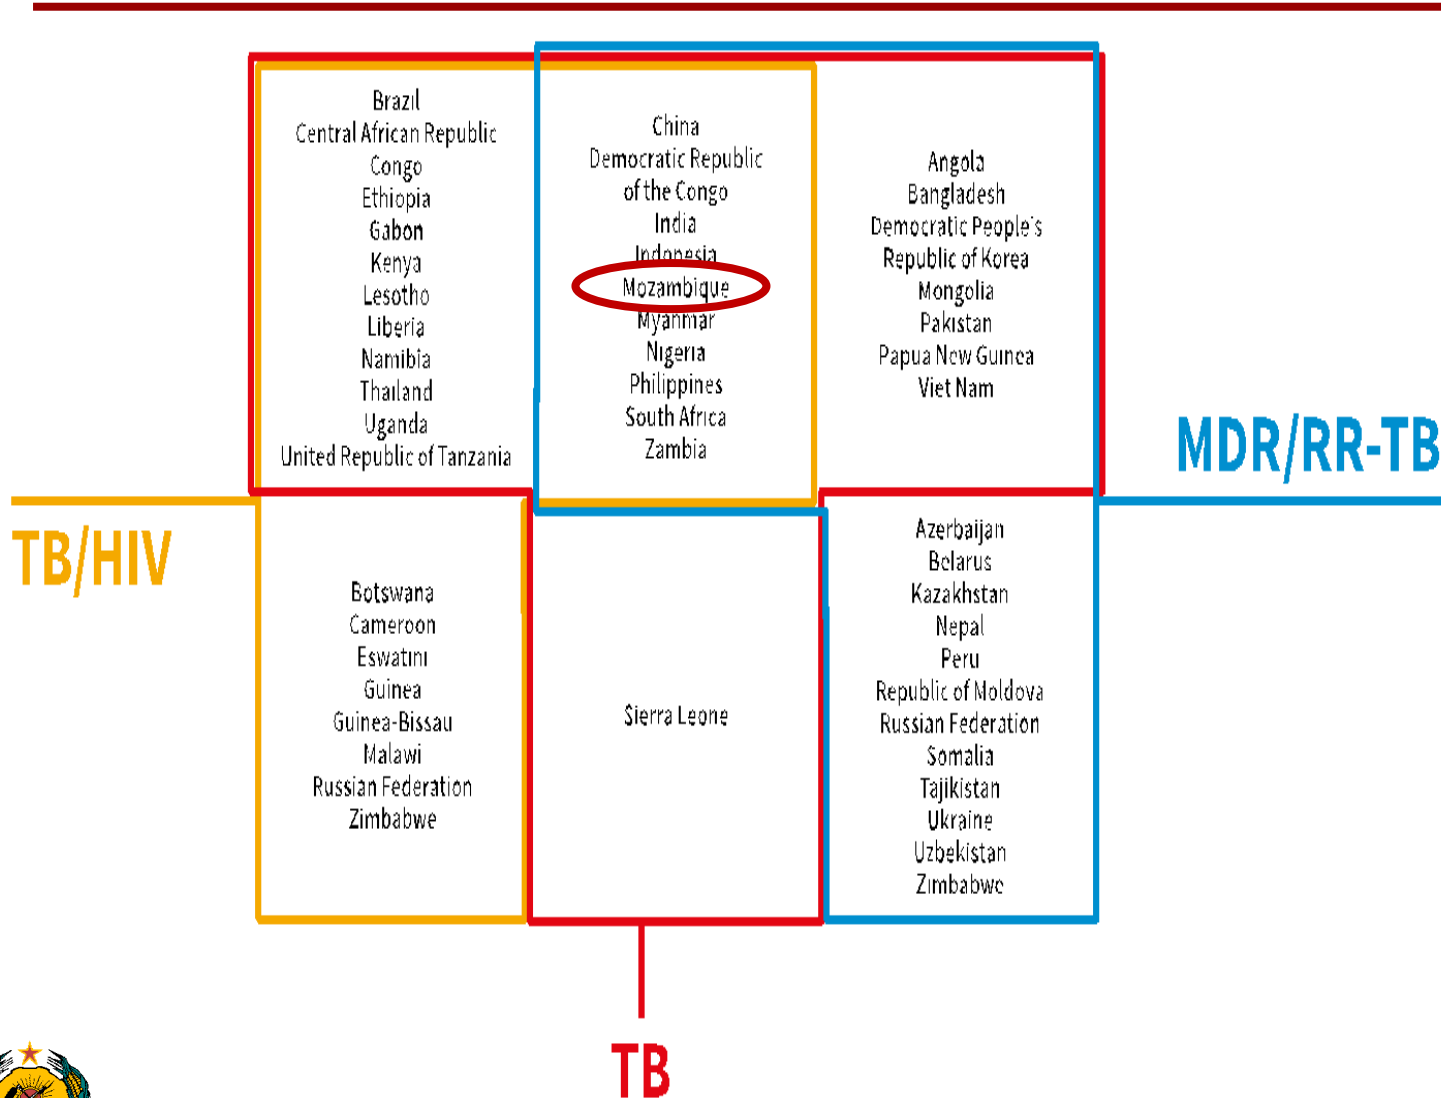 Brazil
Central African Republic
Congo
Ethiopia
Gabon
Kenya
Lesotho
Liberia
Namibia
Thailand
Uganda
United Republic of Tanzania
China
Democratic Republic
of the Congo
India
Indonesia
Mozambique
Myanmar
Nigeria
Philippines
South Africa
Zambia
Angola
Bangladesh
Democratic People's
Republic of Korea
Mongolia
Pakistan
Papua New Guinea
Viet Nam
MDR/RR-TB
TB/HIV
Botswana
Cameroon
Eswatini
Guinea
Guinea-Bissau
Malawi
Russian Federation
Zimbabwe
Sierra Leone
Azerbaijan
Belarus
Kazakhstan
Nepal
Peru
Republic of Moldova
Russian Federation
Somalia
Tajikistan
Ukraine
Uzbekistan
Zimbabwe
TB